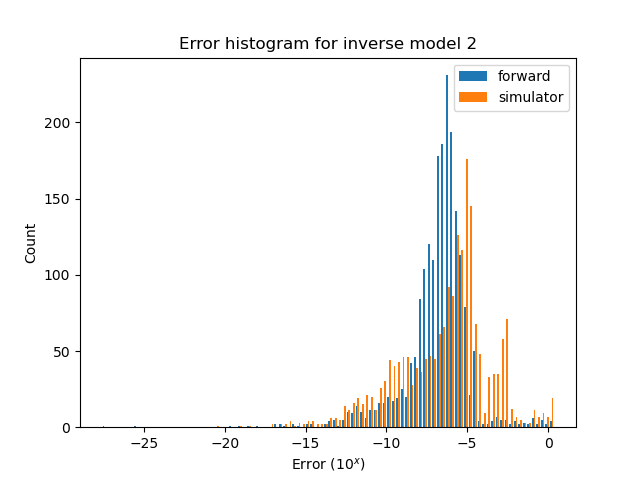 Error histogram for inverse model 2
forward
simulator
Count
200
150
100
50
0
−25 −20 −15 −10 −5 0
Error (10ˣ)